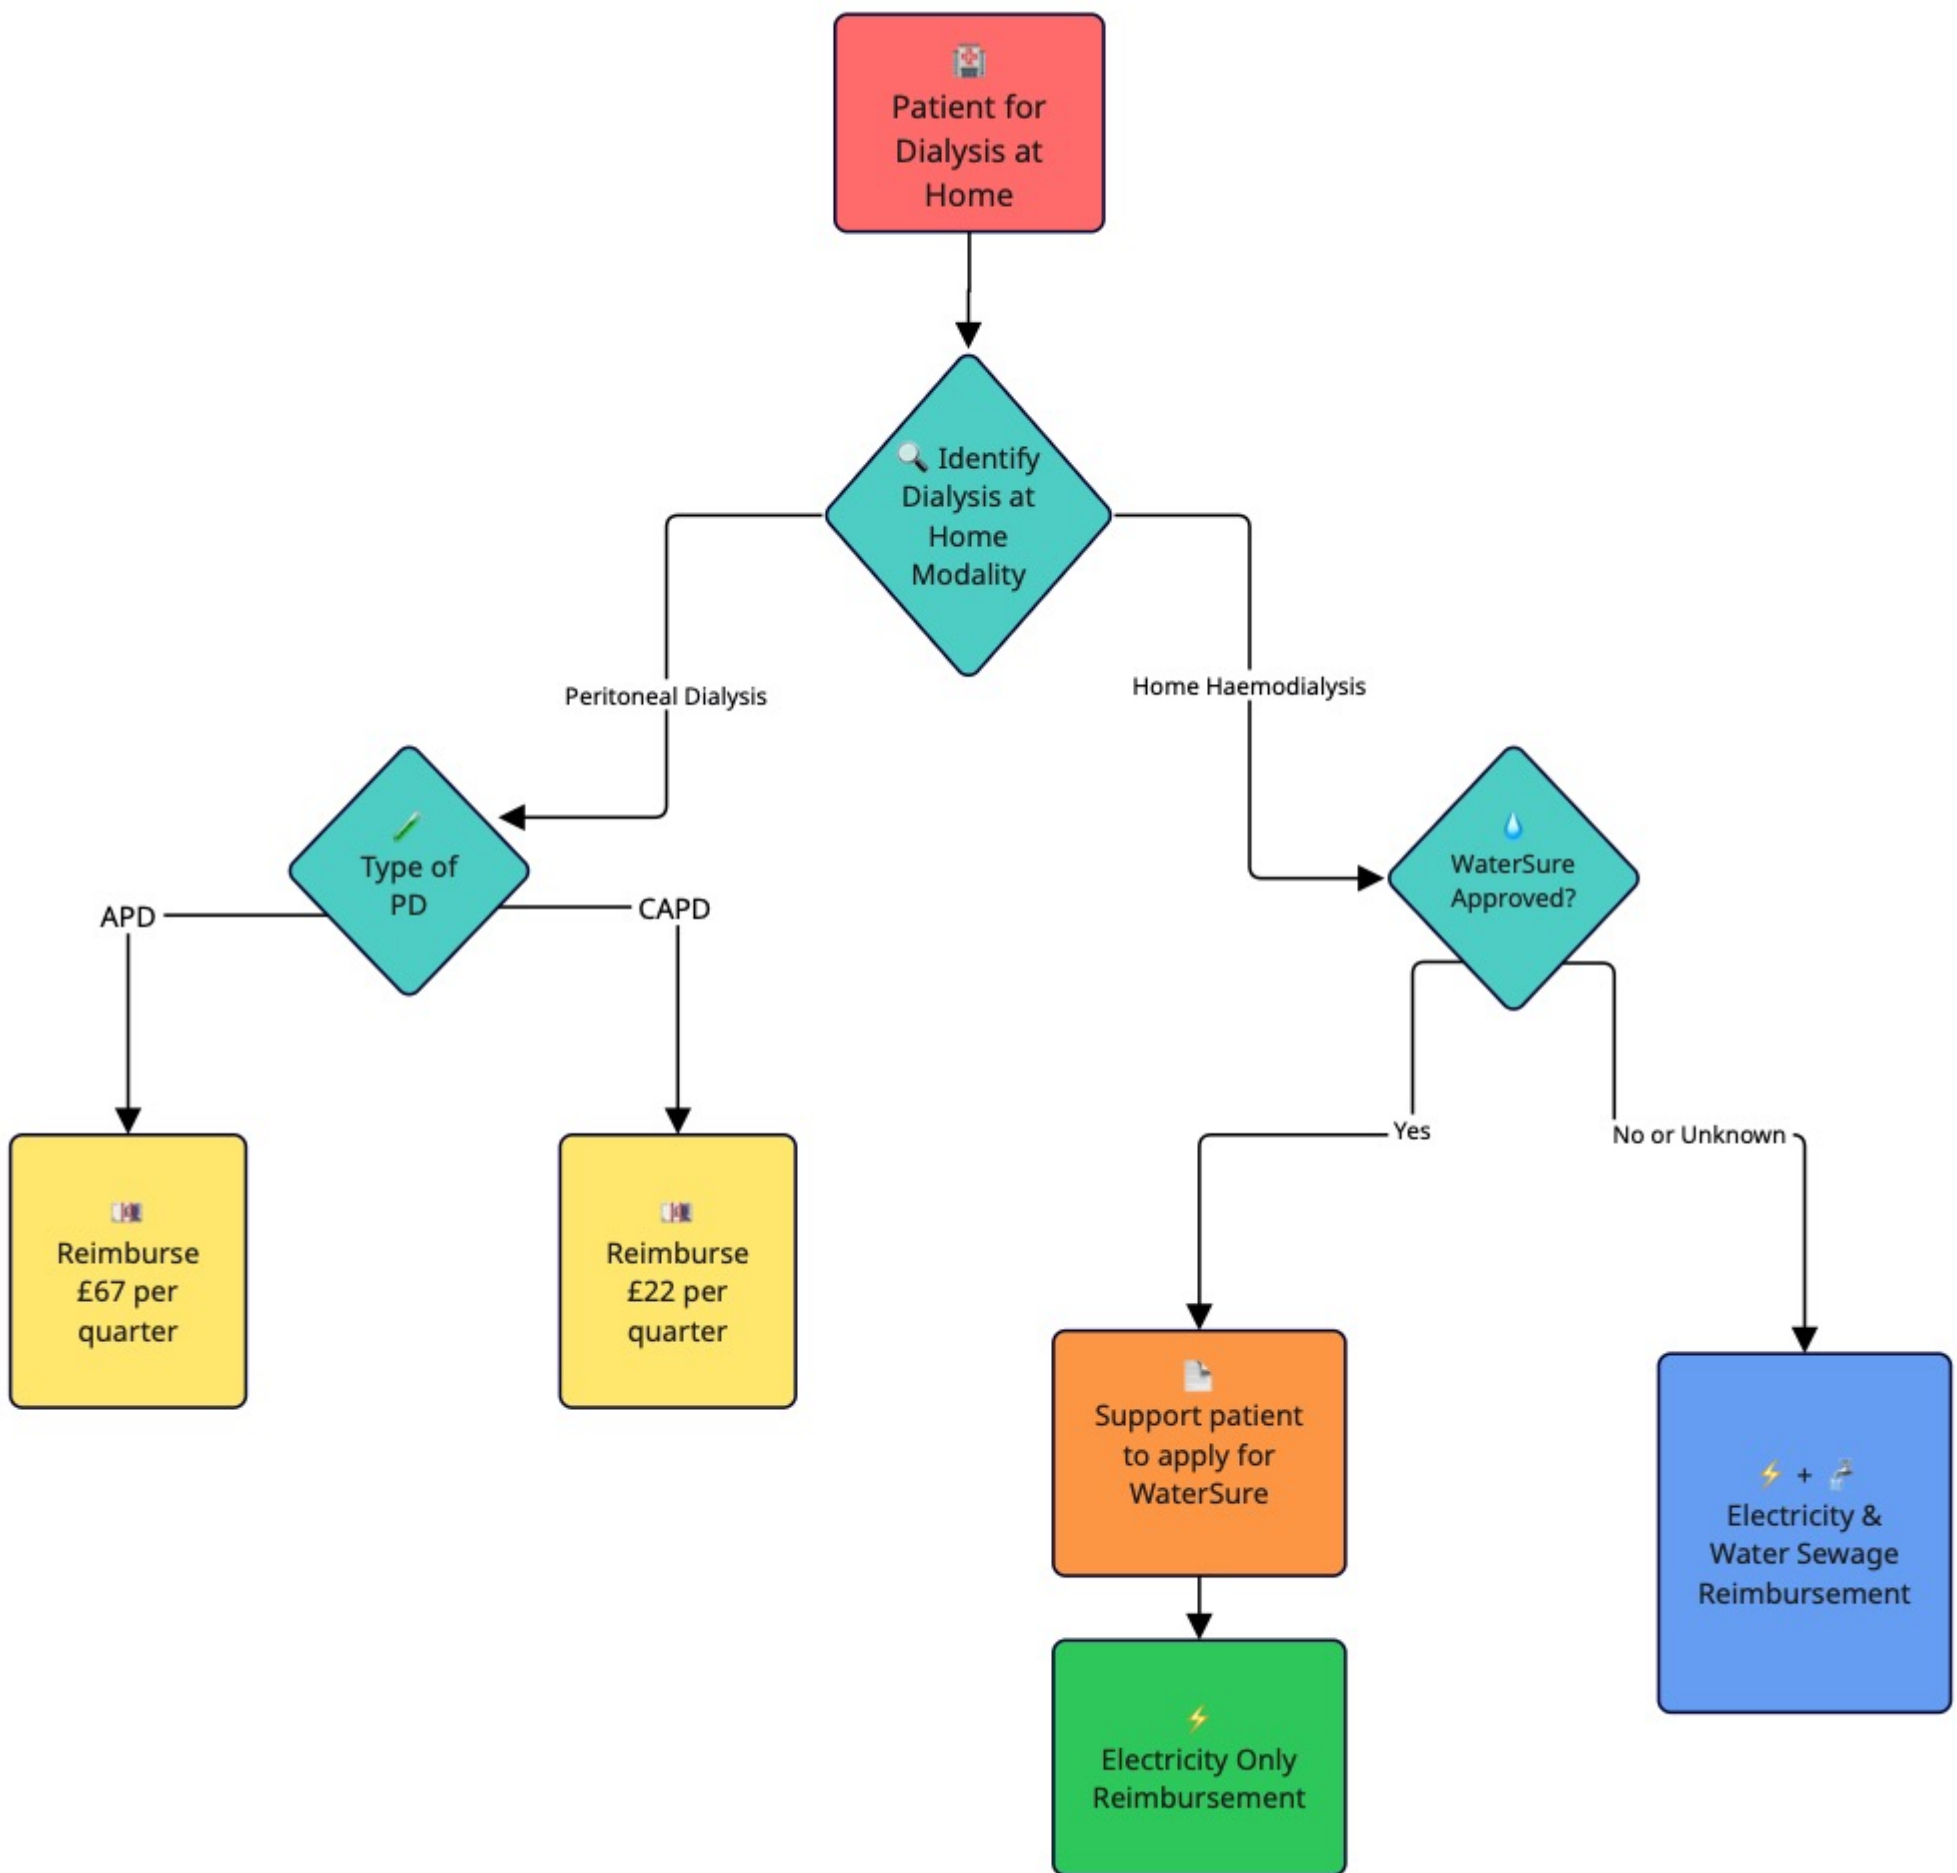 Patient for
Dialysis at
Home
Identify
Dialysis at
Home
Modality
Peritoneal Dialysis
Home Haemodialysis
Type of
PD
WaterSure
Approved?
APD
CAPD
Yes
No or Unknown
Reimburse
£67 per
quarter
Reimburse
£22 per
quarter
Support patient
to apply for
WaterSure
+
Electricity &
Water Sewage
Reimbursement
Electricity Only
Reimbursement